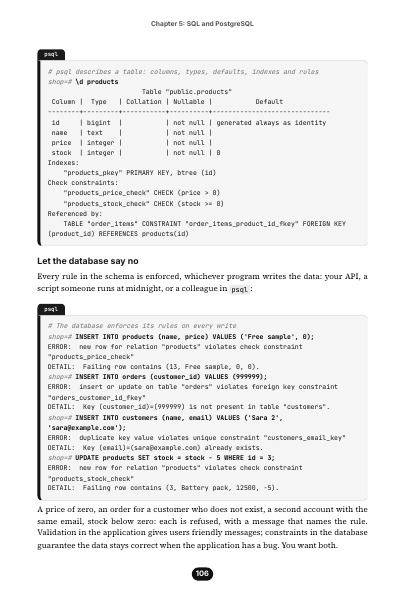 Chapter 5: SQL and PostgreSQL
psql
# psql describes a table: columns, types, defaults, indexes and rules
shop=# \d products
Table "public.products"
Column | Type | Collation | Nullable | Default
---------+---------+-----------+----------+------------------------------
id | bigint | | not null | generated always as identity
name | text | | not null |
price | integer | | not null |
stock | integer | | not null | 0
Indexes:
"products_pkey" PRIMARY KEY, btree (id)
Check constraints:
"products_price_check" CHECK (price > 0)
"products_stock_check" CHECK (stock >= 0)
Referenced by:
TABLE "order_items" CONSTRAINT "order_items_product_id_fkey" FOREIGN KEY
(product_id) REFERENCES products(id)
Let the database say no
Every rule in the schema is enforced, whichever program writes the data: your API, a
script someone runs at midnight, or a colleague in psql:
psql
# The database enforces its rules on every write
shop=# INSERT INTO products (name, price) VALUES ('Free sample', 0);
ERROR:  new row for relation "products" violates check constraint
"products_price_check"
DETAIL:  Failing row contains (13, Free sample, 0, 0).
shop=# INSERT INTO orders (customer_id) VALUES (999999);
ERROR:  insert or update on table "orders" violates foreign key constraint
"orders_customer_id_fkey"
DETAIL:  Key (customer_id)=(999999) is not present in table "customers".
shop=# INSERT INTO customers (name, email) VALUES ('Sara 2',
'sara@example.com');
ERROR:  duplicate key value violates unique constraint "customers_email_key"
DETAIL:  Key (email)=(sara@example.com) already exists.
shop=# UPDATE products SET stock = stock - 5 WHERE id = 3;
ERROR:  new row for relation "products" violates check constraint
"products_stock_check"
DETAIL:  Failing row contains (3, Battery pack, 12500, -5).
A price of zero, an order for a customer who does not exist, a second account with the
same email, stock below zero: each is refused, with a message that names the rule.
Validation in the application gives users friendly messages; constraints in the database
guarantee the data stays correct when the application has a bug. You want both.
106